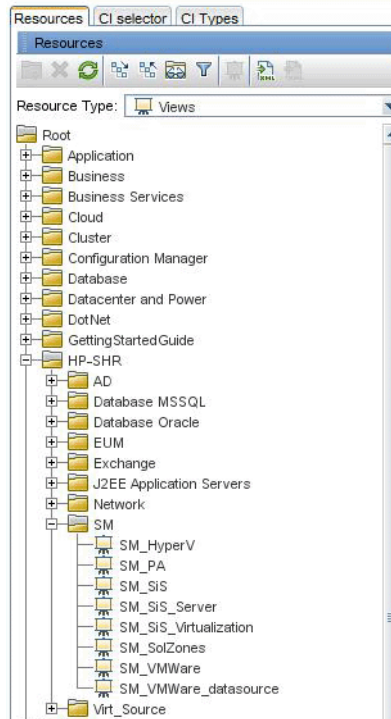 Resources CI selector CI Types
Resources
XML
Resource Type: Views
Root
Application
Business
Business Services
Cloud
Cluster
Configuration Manager
Database
Datacenter and Power
DotNet
GettingStartedGuide
HP-SHR
AD
Database MSSQL
Database Oracle
EUM
Exchange
J2EE Application Servers
Network
SM
SM_HyperV
SM_PA
SM_SiS
SM_SiS_Server
SM_SiS_Virtualization
SM_SolZones
SM_VMWare
SM_VMWare_datasource
Virt_Source